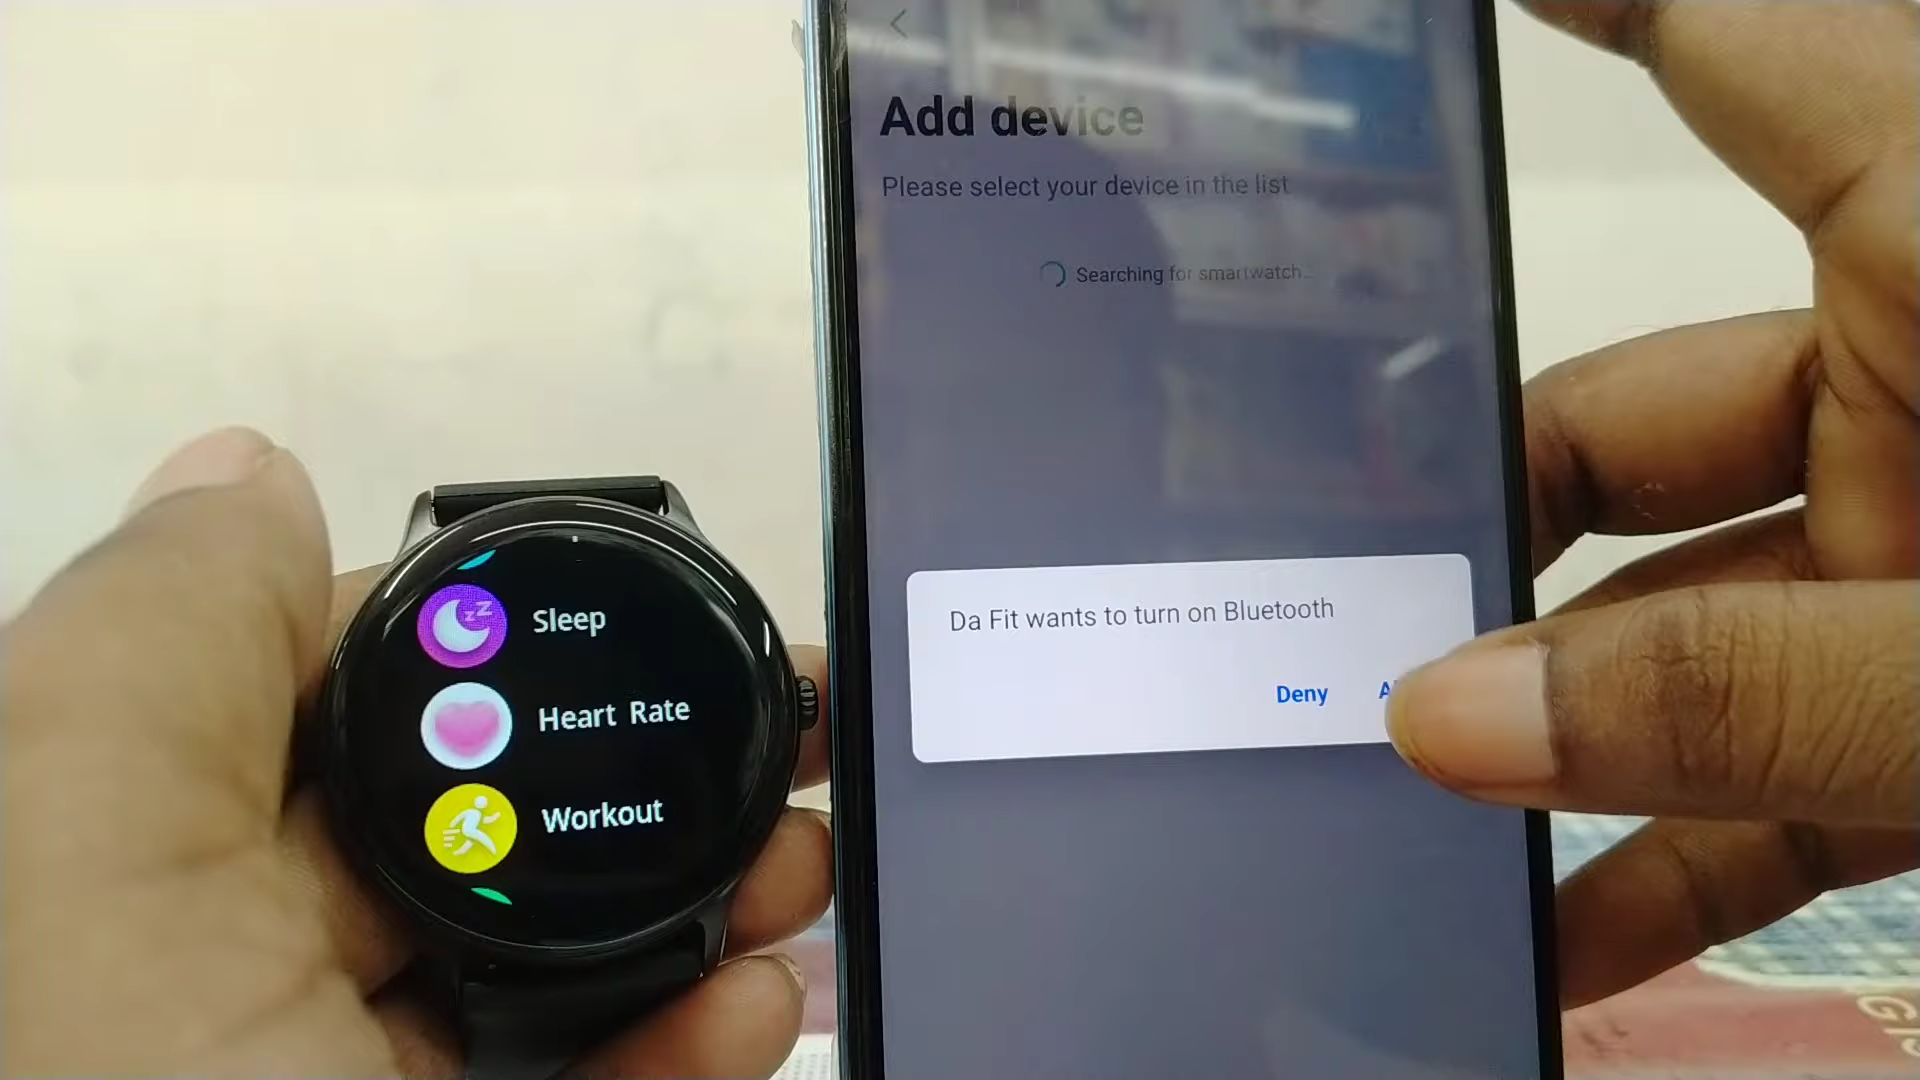 Add device
Please select your device in the list
Searching for smartwatch...
Da Fit wants to turn on Bluetooth
Deny
Sleep
Heart Rate
Workout